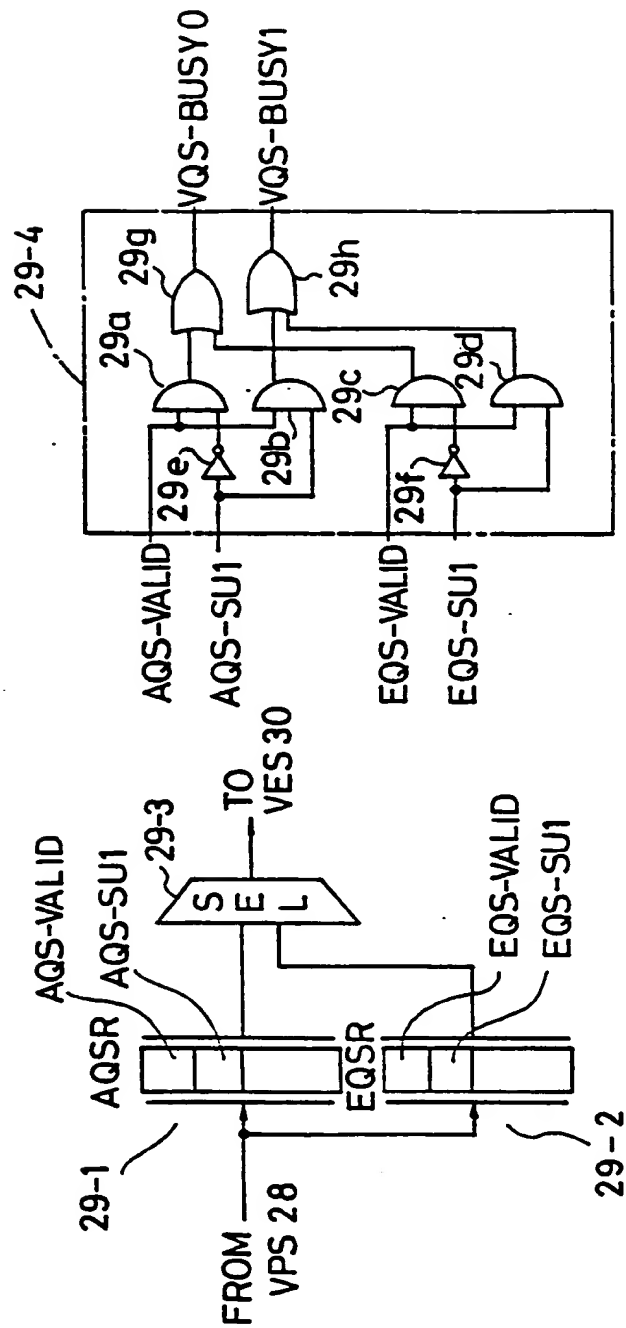 FROM
VPS 28
29-1
AQSR
AQS-VALID
AQS-SU1
29-3
SEL
TO
VES 30
EQSR
EQS-VALID
EQS-SU1
29-2
29-4
AQS-VALID
AQS-SU1
EQS-VALID
EQS-SU1
29a
29b
29c
29d
29e
29f
29g
29h
VQS-BUSY0
VQS-BUSY1